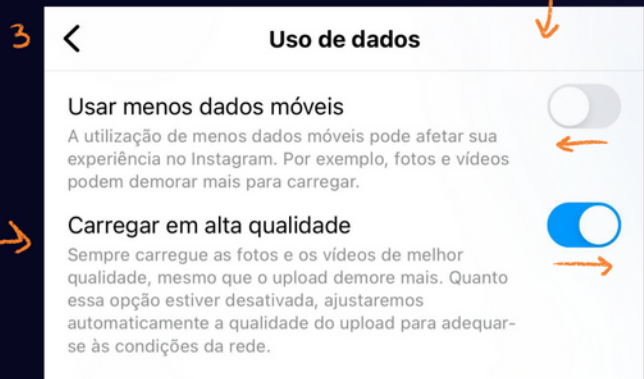 3
Uso de dados
Usar menos dados móveis
A utilização de menos dados móveis pode afetar sua
experiência no Instagram. Por exemplo, fotos e vídeos
podem demorar mais para carregar.
Carregar em alta qualidade
Sempre carregue as fotos e os vídeos de melhor
qualidade, mesmo que o upload demore mais. Quanto
essa opção estiver desativada, ajustaremos
automaticamente a qualidade do upload para adequar-
se às condições da rede.